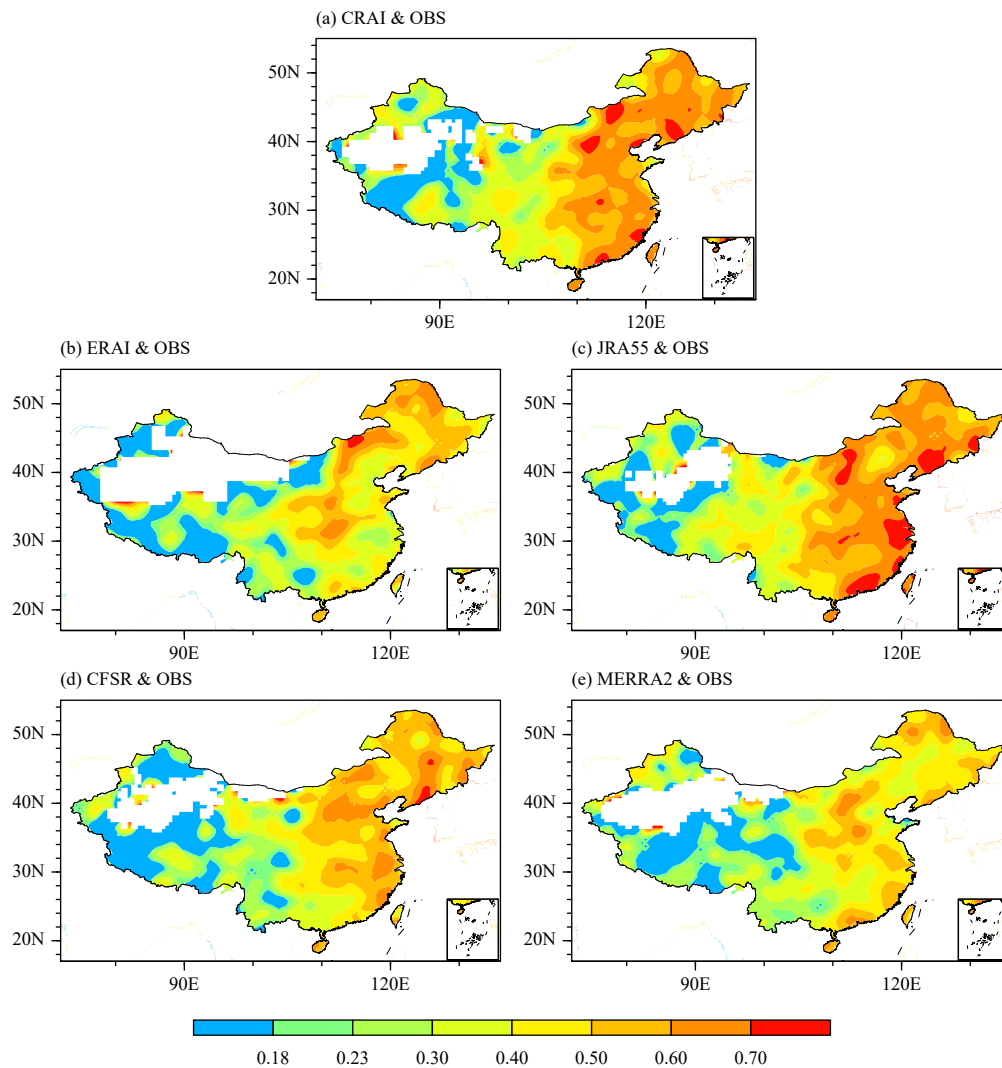 (a) CRAI & OBS
50N
40N
30N
20N
90E 120E
(b) ERAI & OBS
(c) JRA55 & OBS
50N 50N
40N 40N
30N 30N
20N 20N
90E 120E 90E 120E
(d) CFSR & OBS
(e) MERRA2 & OBS
50N 50N
40N 40N
30N 30N
20N 20N
90E 120E 90E 120E
0.18 0.23 0.30 0.40 0.50 0.60 0.70